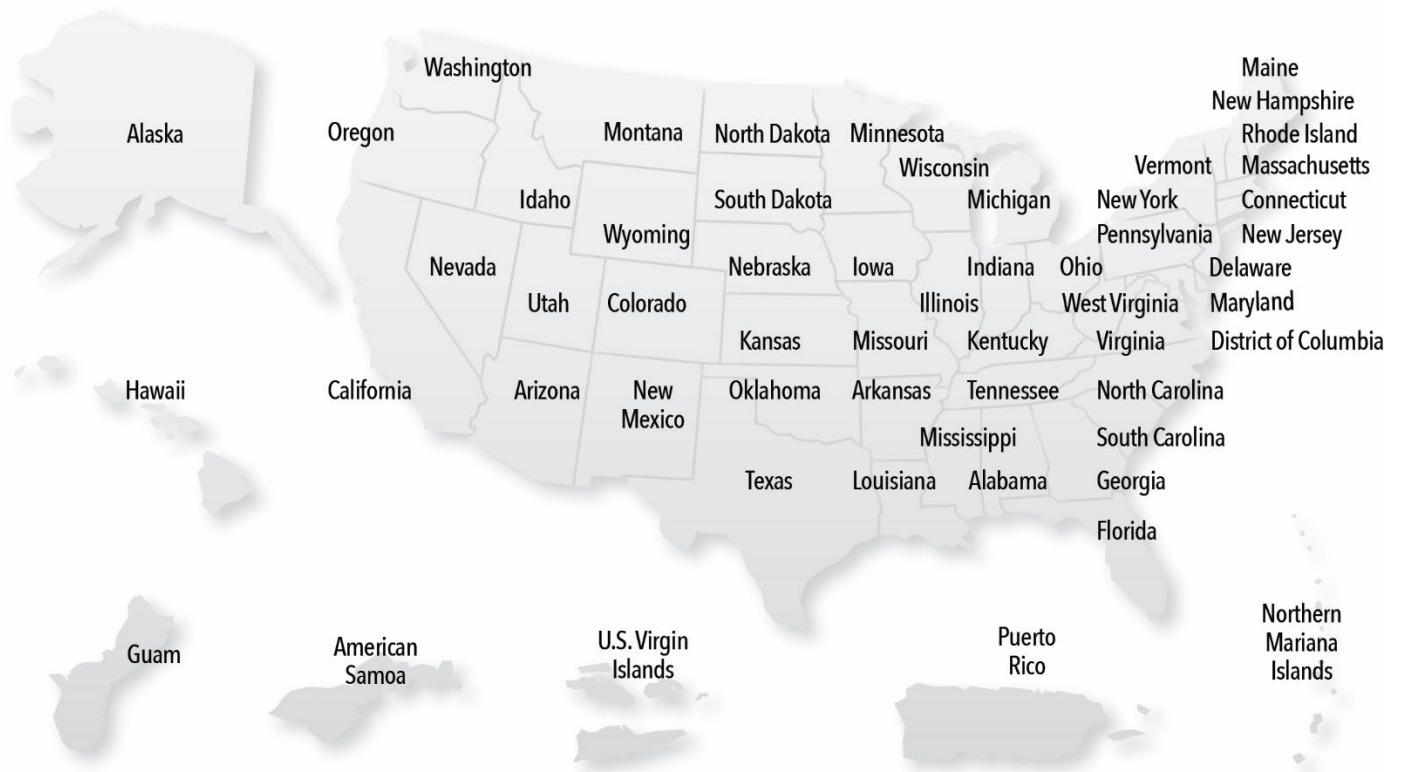 Washington
Maine
New Hampshire
Alaska
Oregon
Montana
North Dakota
Minnesota
Rhode Island
Wisconsin
Vermont
Massachusetts
Idaho
South Dakota
Michigan
New York
Connecticut
Wyoming
Pennsylvania
New Jersey
Nevada
Nebraska
Iowa
Indiana
Ohio
Delaware
Utah
Colorado
Illinois
West Virginia
Maryland
Kansas
Missouri
Kentucky
Virginia
District of Columbia
Hawaii
California
Arizona
New
Mexico
Oklahoma
Arkansas
Tennessee
North Carolina
Mississippi
South Carolina
Texas
Louisiana
Alabama
Georgia
Florida
Guam
American
Samoa
U.S. Virgin
Islands
Puerto
Rico
Northern
Mariana
Islands